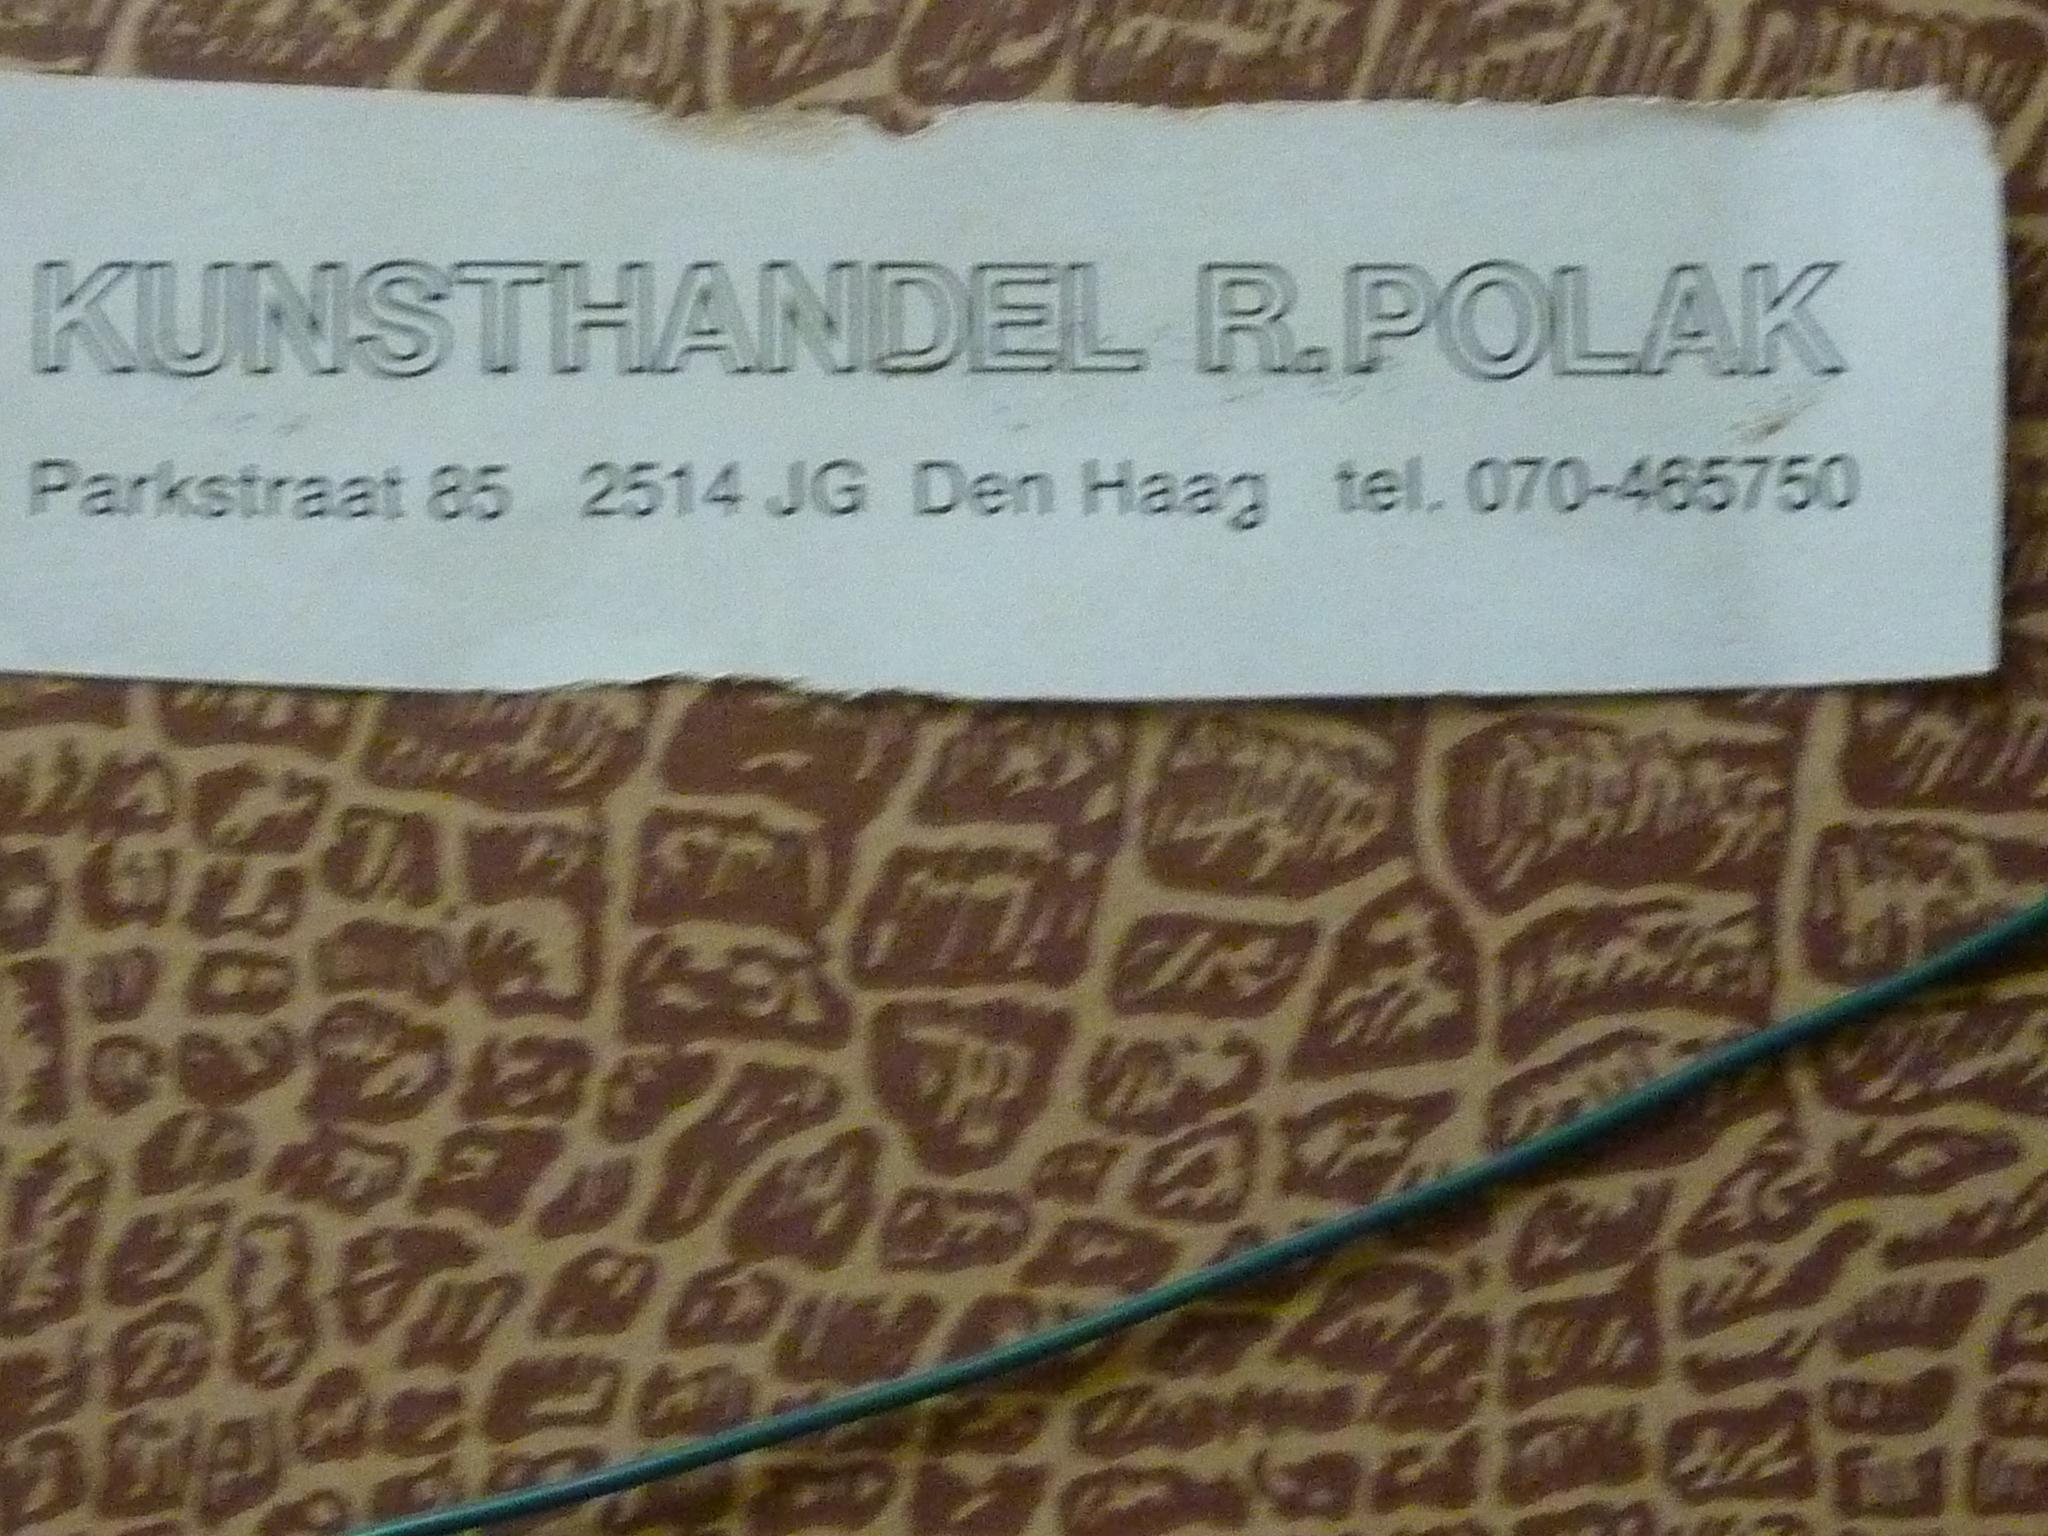 KUNSTHANDEL R.POLAK
Parkstraat 85 2514 JG Den Haag tel. 070-465750